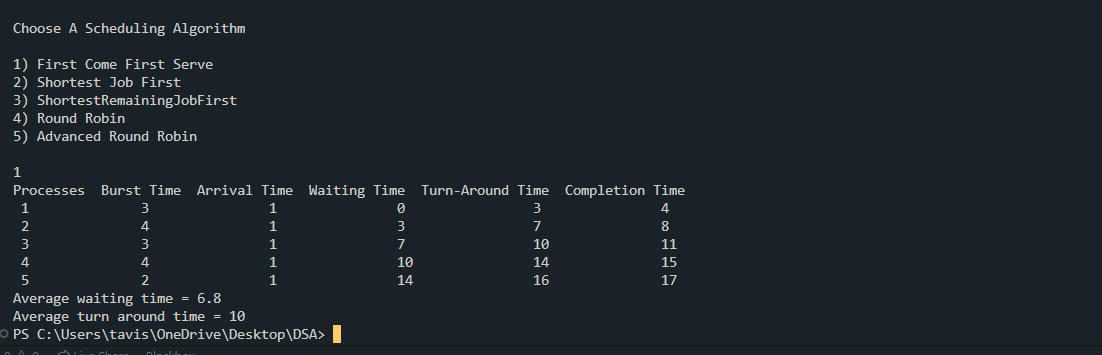 Choose A Scheduling Algorithm
1) First Come First Serve
2) Shortest Job First
3) ShortestRemainingJobFirst
4) Round Robin
5) Advanced Round Robin
1
Processes  Burst Time  Arrival Time  Waiting Time  Turn-Around Time  Completion Time
1 3 1 0 3 4
2 4 1 3 7 8
3 3 1 7 10 11
4 4 1 10 14 15
5 2 1 14 16 17
Average waiting time = 6.8
Average turn around time = 10
PS C:\Users\tavis\OneDrive\Desktop\DSA>